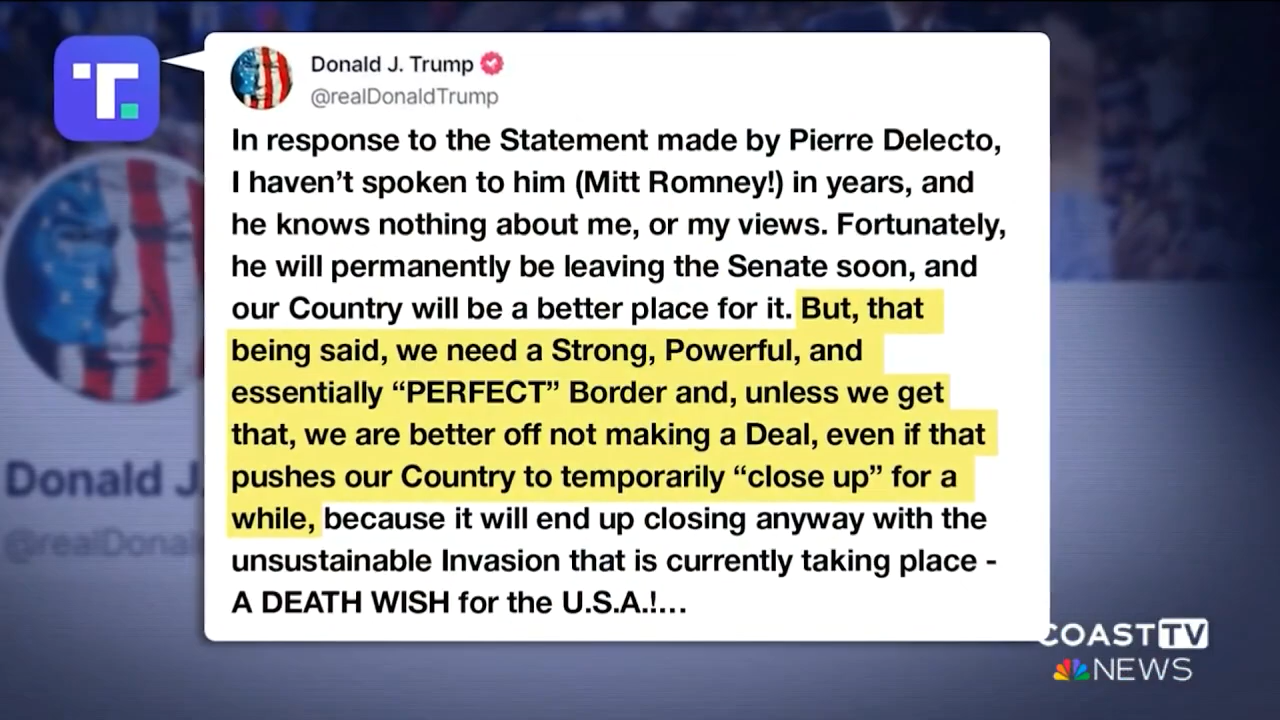 T.
Donald J. Trump
@realDonaldTrump
In response to the Statement made by Pierre Delecto,
I haven’t spoken to him (Mitt Romney!) in years, and
he knows nothing about me, or my views. Fortunately,
he will permanently be leaving the Senate soon, and
our Country will be a better place for it. But, that
being said, we need a Strong, Powerful, and
essentially “PERFECT” Border and, unless we get
that, we are better off not making a Deal, even if that
pushes our Country to temporarily “close up” for a
while, because it will end up closing anyway with the
unsustainable Invasion that is currently taking place -
A DEATH WISH for the U.S.A.!...
Donald J.
@realDonal
COAST TV
NEWS